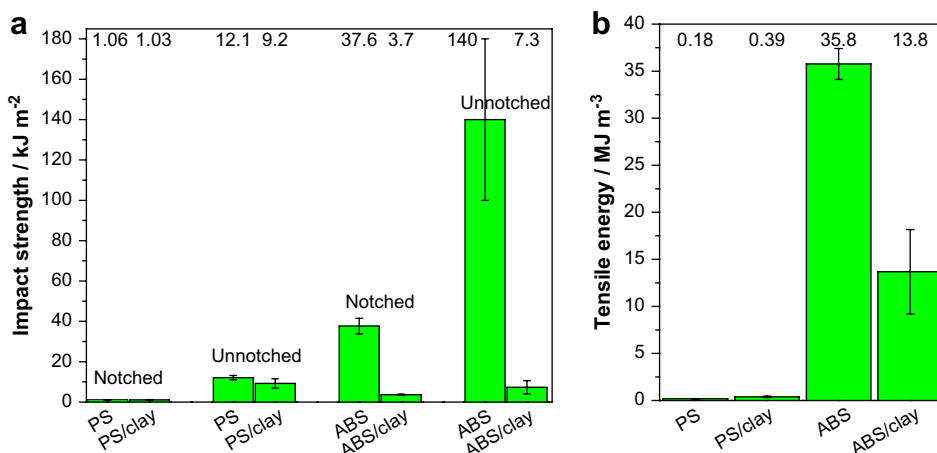 a
1.06 1.03 12.1 9.2 37.6 3.7 140 7.3
Impact strength / kJ m-2
180
160
140
120
100
80
60
40
20
0
Notched
Unnotched
Notched
Unnotched
PS
PS/clay
PS
PS/clay
ABS
ABS/clay
ABS
ABS/clay
b
0.18 0.39 35.8 13.8
Tensile energy / MJ m-3
40
35
30
25
20
15
10
5
0
PS
PS/clay
ABS
ABS/clay